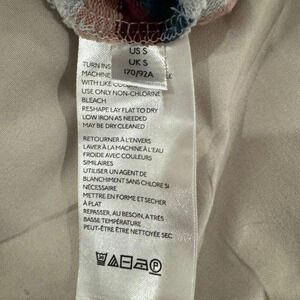 US S
UK S
170/92A
TURN INS
MACHINE
WITH LIKE
USE ONLY NON-CHLORINE
BLEACH
RESHAPE LAY FLAT TO DRY
LOW IRON AS NEEDED
MAY BE DRY CLEANED
RETOURNER À L'ENVERS
LAVER À LA MACHINE À L'EAU
FROIDE AVEC COULEURS
SIMILAIRES
UTILISER UN AGENT DE
BLANCHIMENT SANS CHLORE SI
NÉCESSAIRE
METTRE EN FORME ET SÉCHER
À PLAT
REPASSER, AU BESOIN, À TRÈS
BASSE TEMPÉRATURE
PEUT-ÊTRE ÊTRE NETTOYÉE SEC
P